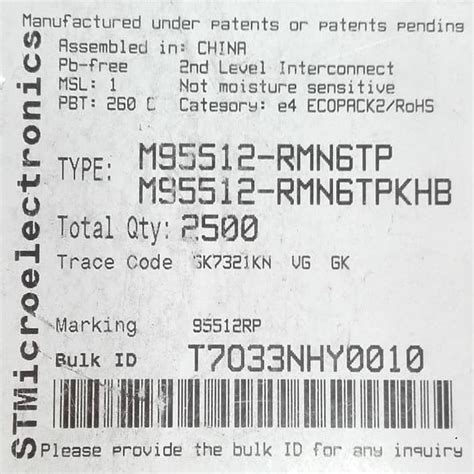 Manufactured under patents or patents pending
STMicroelectronics
Assembled in: CHINA
Pb-free 2nd Level Interconnect
MSL: 1 Not moisture sensitive
PBT: 260 C Category: e4 ECOPACK2/RoHS
TYPE: M95512-RMN6TP
M95512-RMN6TPKHB
Total Qty: 2500
Trace Code GK7321KN VG GK
Marking 95512RP
Bulk ID T7033NHY0010
Please provide the bulk ID for any inquiry